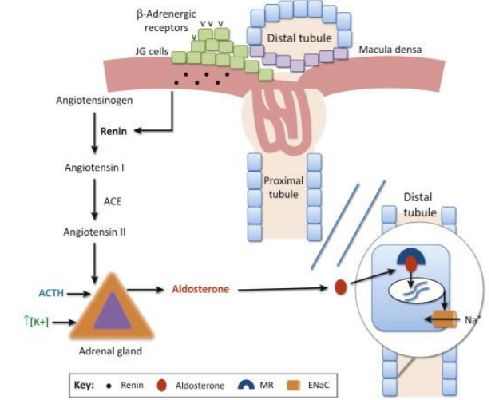 β-Adrenergic
receptors
Distal tubule
JG cells
Macula densa
Angiotensinogen
Renin
Angiotensin I
ACE
Proximal
tubule
Distal
tubule
Angiotensin II
ACTH
Aldosterone
↑[K+]
Na⁺
Adrenal gland
Key: Renin Aldosterone MR ENaC